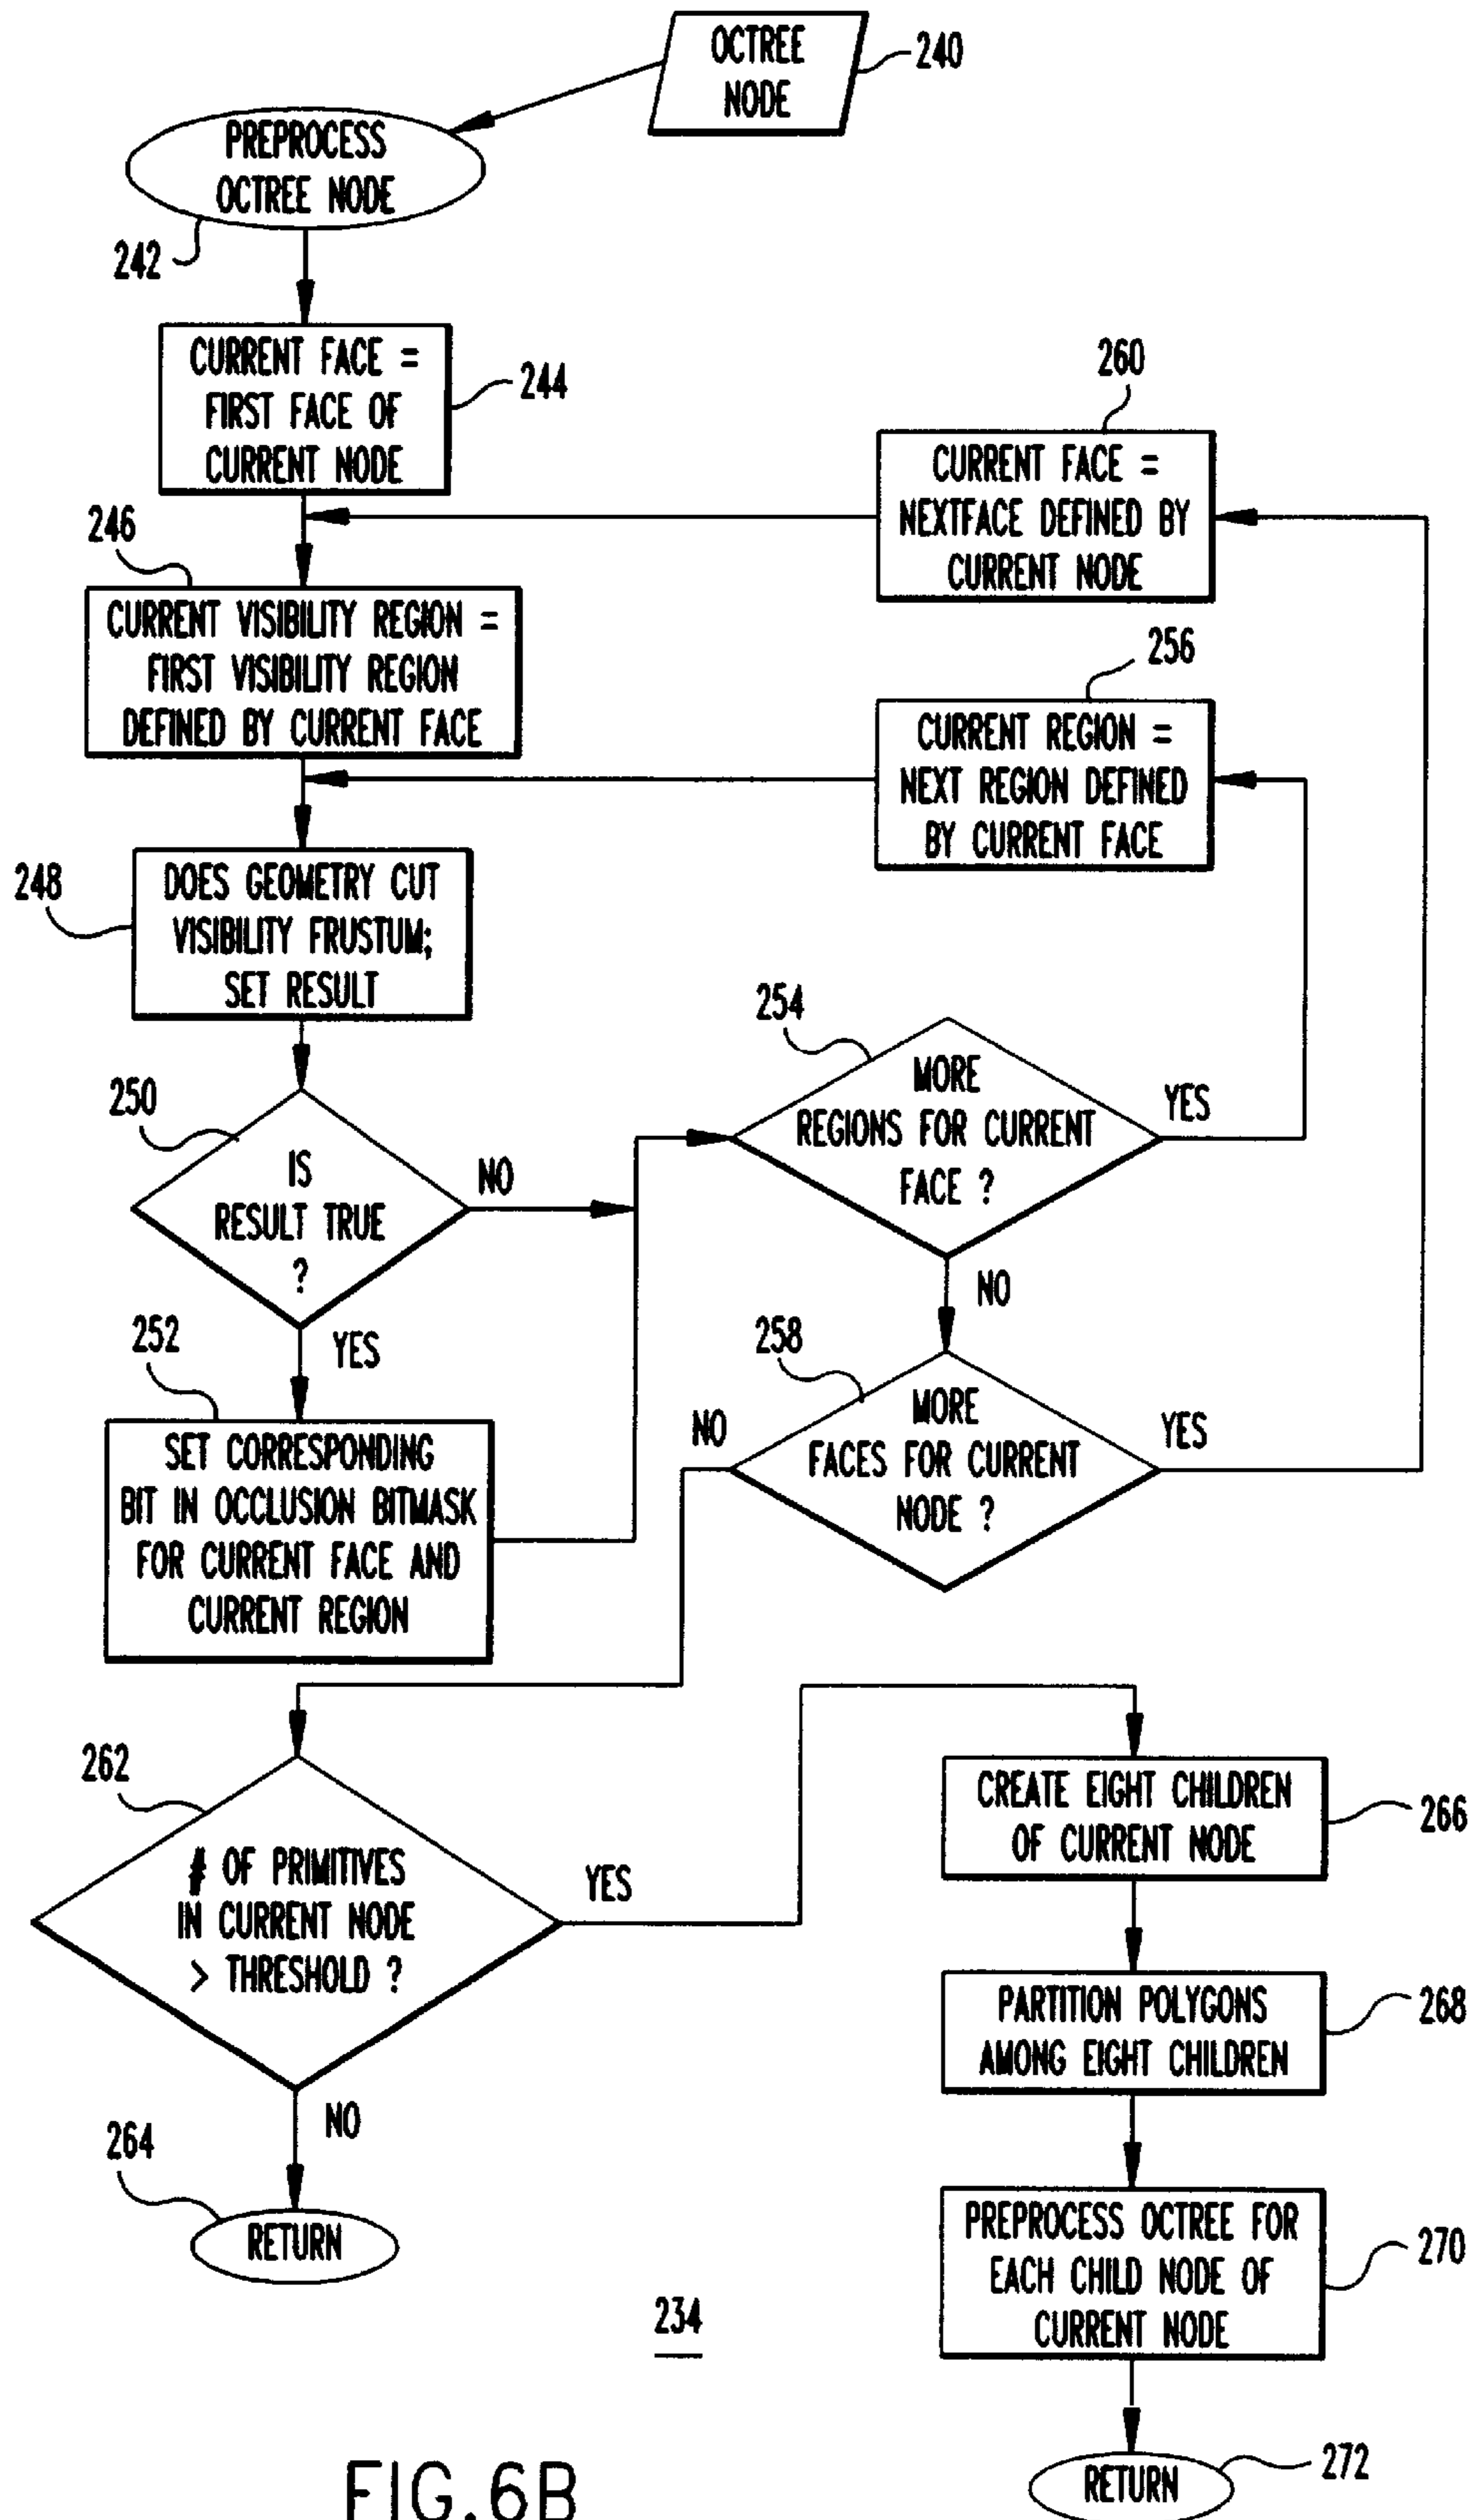 OCTREE
NODE
240
PREPROCESS
OCTREE NODE
242
CURRENT FACE =
FIRST FACE OF
CURRENT NODE
244
260
CURRENT FACE =
NEXTFACE DEFINED BY
CURRENT NODE
246
CURRENT VISIBILITY REGION =
FIRST VISIBILITY REGION
DEFINED BY CURRENT FACE
256
CURRENT REGION =
NEXT REGION DEFINED
BY CURRENT FACE
248
DOES GEOMETRY CUT
VISIBILITY FRUSTUM;
SET RESULT
254
MORE
REGIONS FOR CURRENT
FACE ?
YES
NO
250
IS
RESULT TRUE
?
NO
YES
252
SET CORRESPONDING
BIT IN OCCLUSION BITMASK
FOR CURRENT FACE AND
CURRENT REGION
258
MORE
FACES FOR CURRENT
NODE ?
NO
YES
262
# OF PRIMITIVES
IN CURRENT NODE
> THRESHOLD ?
YES
NO
264
RETURN
CREATE EIGHT CHILDREN
OF CURRENT NODE
266
PARTITION POLYGONS
AMONG EIGHT CHILDREN
268
PREPROCESS OCTREE FOR
EACH CHILD NODE OF
CURRENT NODE
270
234
RETURN
272
FIG.6B